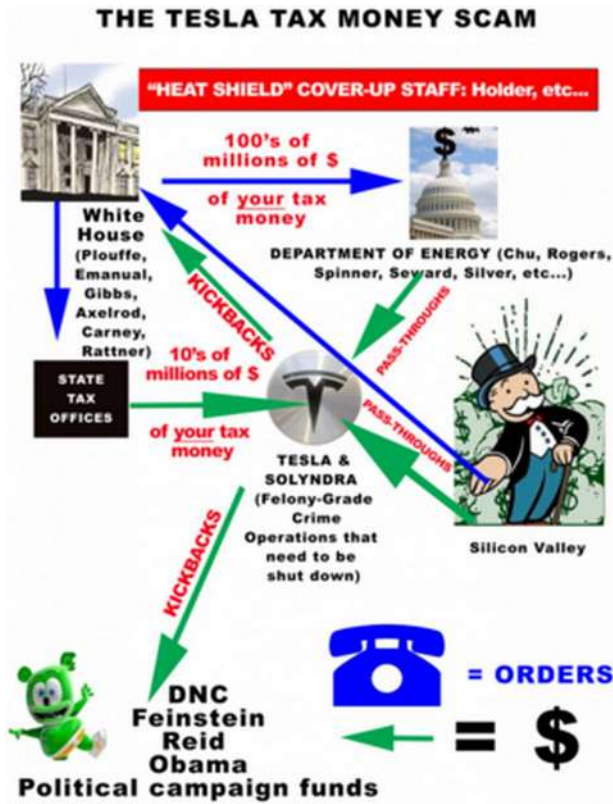 THE TESLA TAX MONEY SCAM
“HEAT SHIELD” COVER-UP STAFF: Holder, etc...
100's of
millions of $
of your tax
money
$
White
House
(Plouffe,
Emanual,
Gibbs,
Axelrod,
Carney,
Rattner)
DEPARTMENT OF ENERGY (Chu, Rogers,
Spinner, Seward, Silver, etc...)
KICKBACKS
PASS-THROUGHS
STATE
TAX
OFFICES
10's of
millions of $
of your tax
money
PASS-THROUGHS
TESLA &
SOLYNDRA
(Felony-Grade
Crime
Operations that
need to be
shut down)
Silicon Valley
KICKBACKS
= ORDERS
DNC
Feinstein
Reid
Obama
Political campaign funds
= $